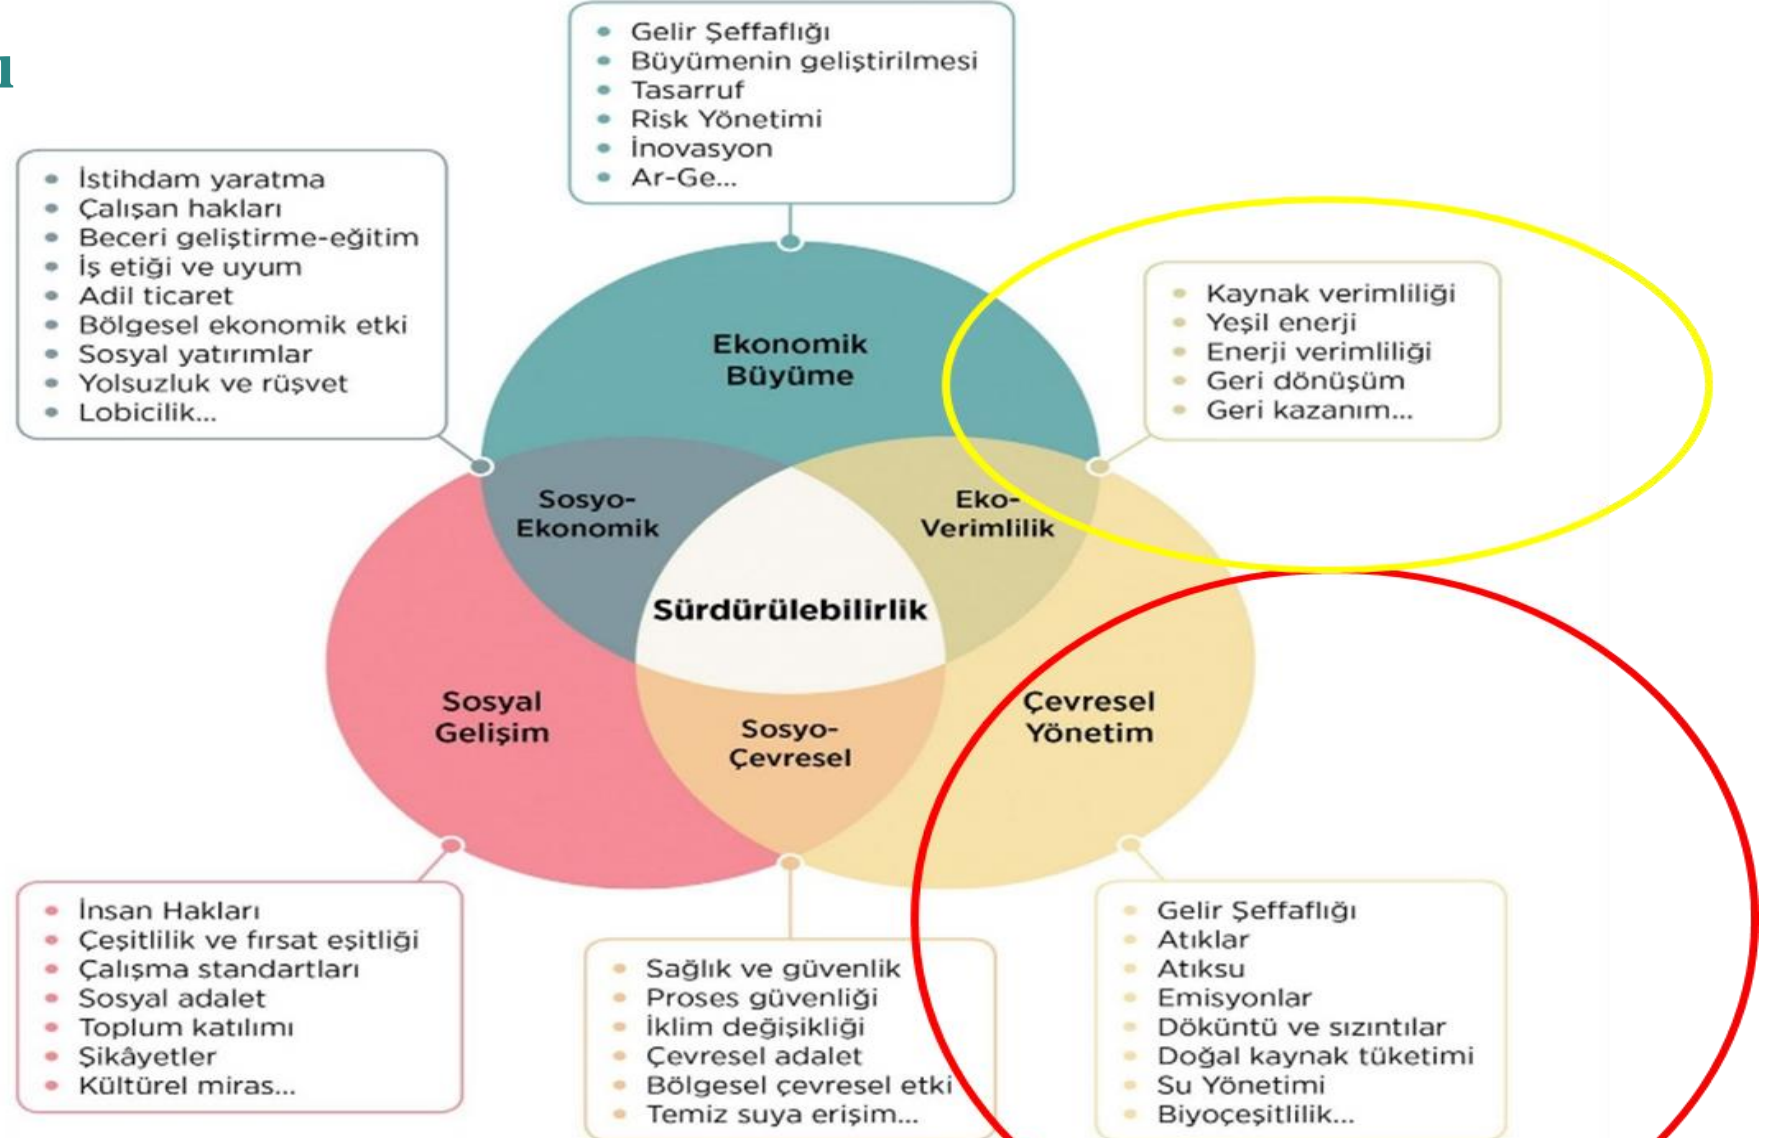 ı
Gelir Şeffaflığı
Büyümenin geliştirilmesi
Tasarruf
Risk Yönetimi
İnovasyon
Ar-Ge...
İstihdam yaratma
Çalışan hakları
Beceri geliştirme-eğitim
İş etiği ve uyum
Adil ticaret
Bölgesel ekonomik etki
Sosyal yatırımlar
Yolsuzluk ve rüşvet
Lobicilik...
Kaynak verimliliği
Yeşil enerji
Enerji verimliliği
Geri dönüşüm
Geri kazanım...
Ekonomik
Büyüme
Sosyo-
Ekonomik
Eko-
Verimlilik
Sürdürülebilirlik
Sosyal
Gelişim
Sosyo-
Çevresel
Çevresel
Yönetim
İnsan Hakları
Çeşitlilik ve fırsat eşitliği
Çalışma standartları
Sosyal adalet
Toplum katılımı
Şikâyetler
Kültürel miras...
Sağlık ve güvenlik
Proses güvenliği
İklim değişikliği
Çevresel adalet
Bölgesel çevresel etki
Temiz suya erişim...
Gelir Şeffaflığı
Atıklar
Atıksu
Emisyonlar
Döküntü ve sızıntılar
Doğal kaynak tüketimi
Su Yönetimi
Biyoçeşitlilik...